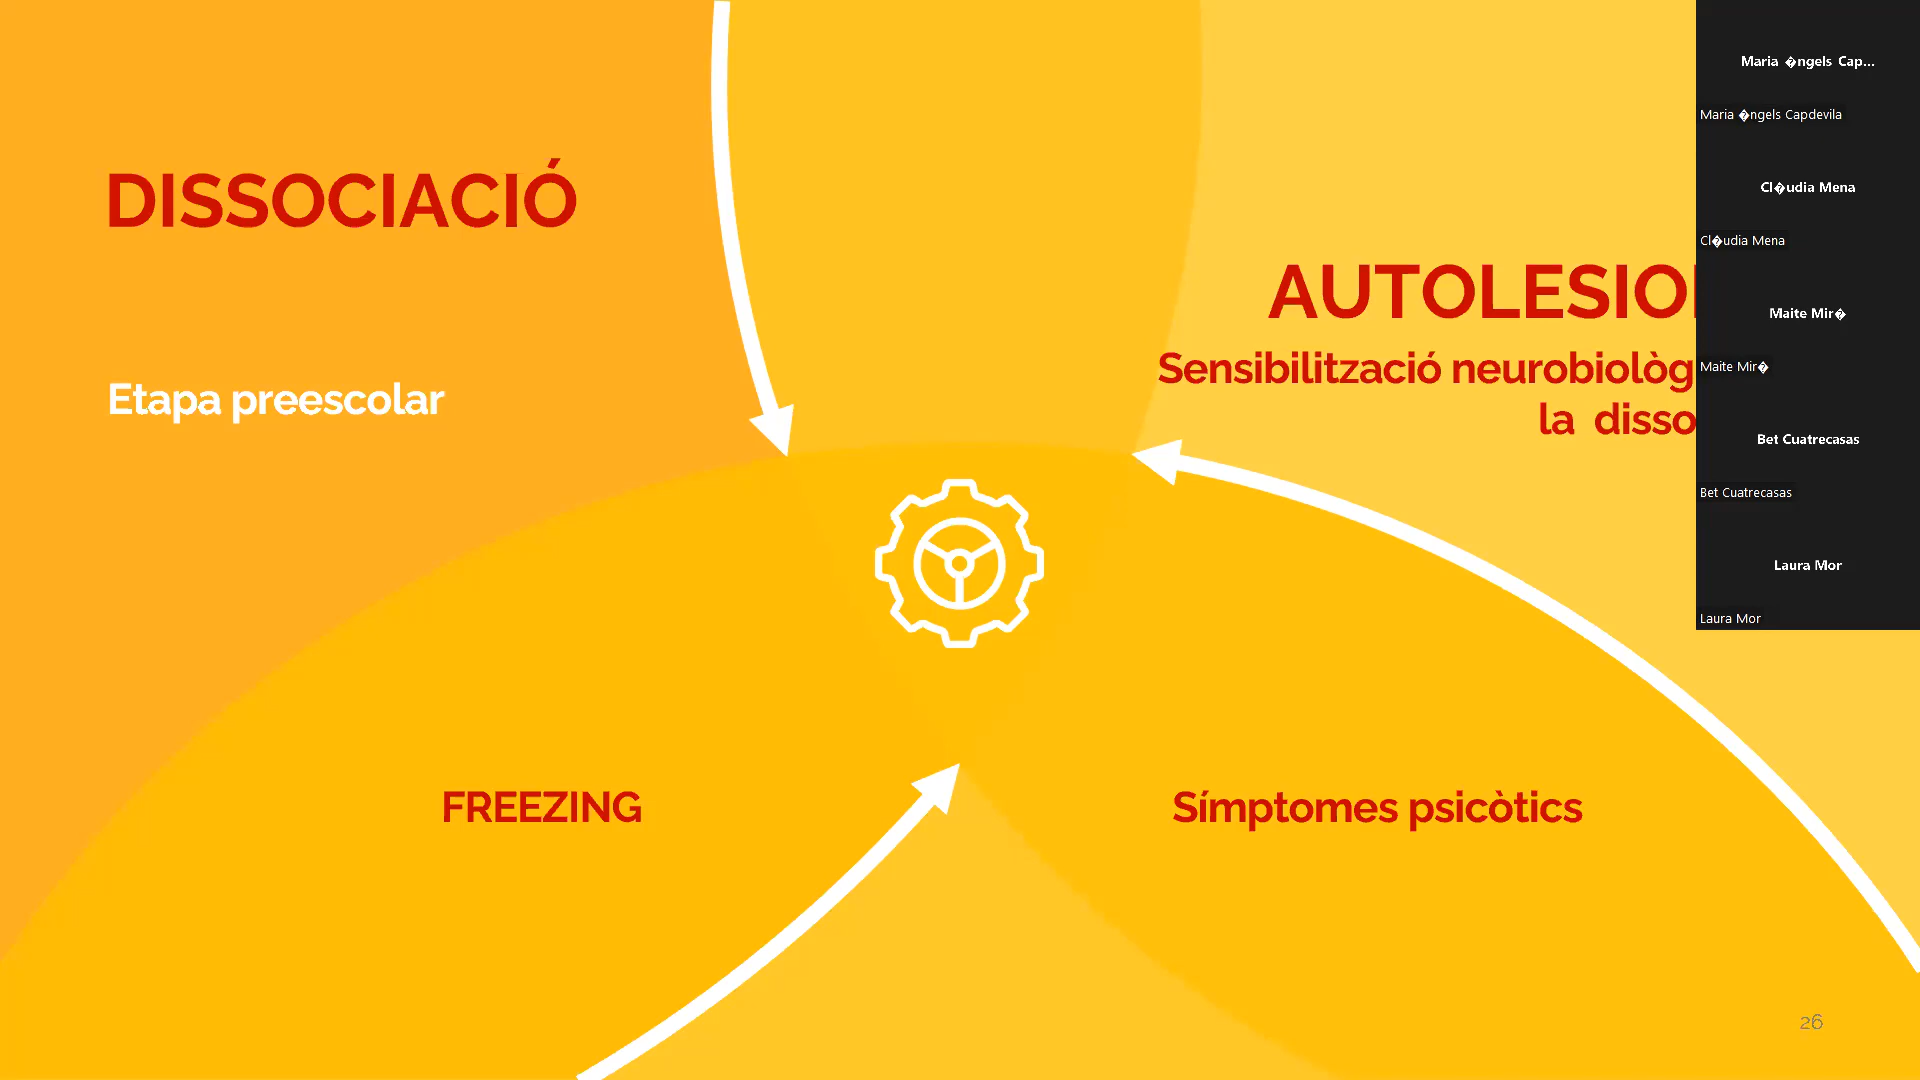 DISSOCIACIÓ
Etapa preescolar
AUTOLESIO
Sensibilització neurobiològ
la disso
FREEZING
Símptomes psicòtics
26
Maria �ngels Cap...
Maria �ngels Capdevila
Cl�udia Mena
Cl�udia Mena
Maite Mir�
Maite Mir�
Bet Cuatrecasas
Bet Cuatrecasas
Laura Mor
Laura Mor